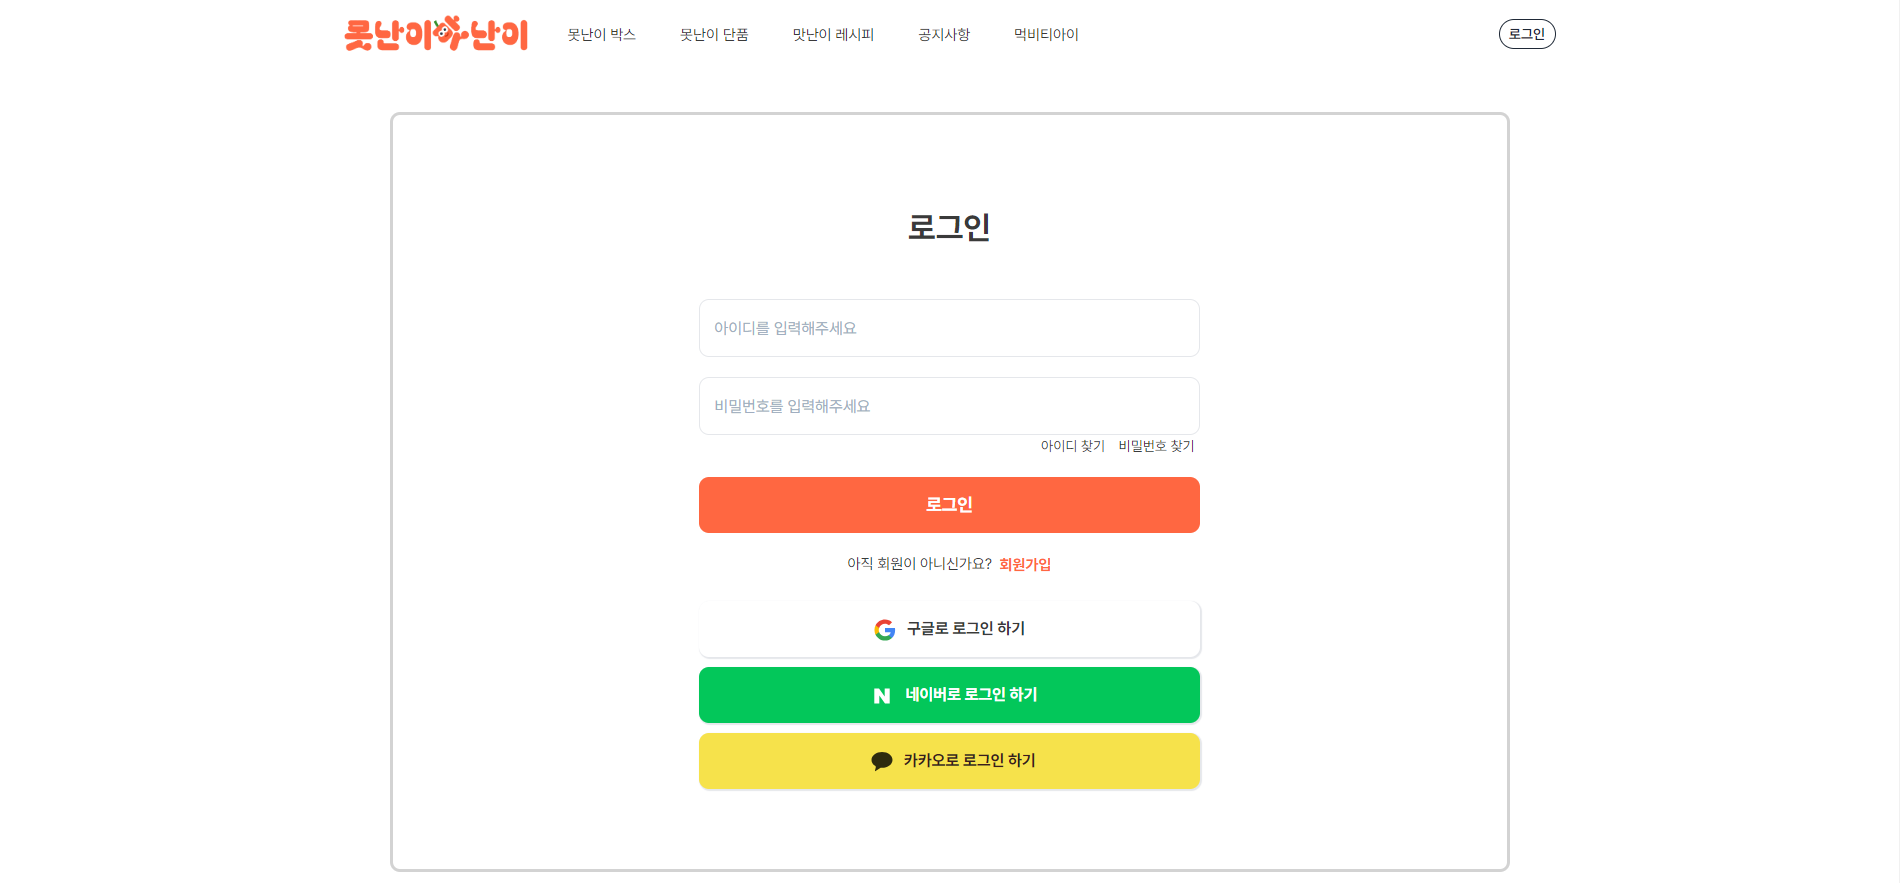 못난이맛난이 못난이 박스 못난이 단품 맛난이 레시피 공지사항 먹비티아이 로그인
로그인
아이디를 입력해주세요
비밀번호를 입력해주세요
아이디 찾기 비밀번호 찾기
로그인
아직 회원이 아니신가요? 회원가입
구글로 로그인 하기
네이버로 로그인 하기
카카오로 로그인 하기